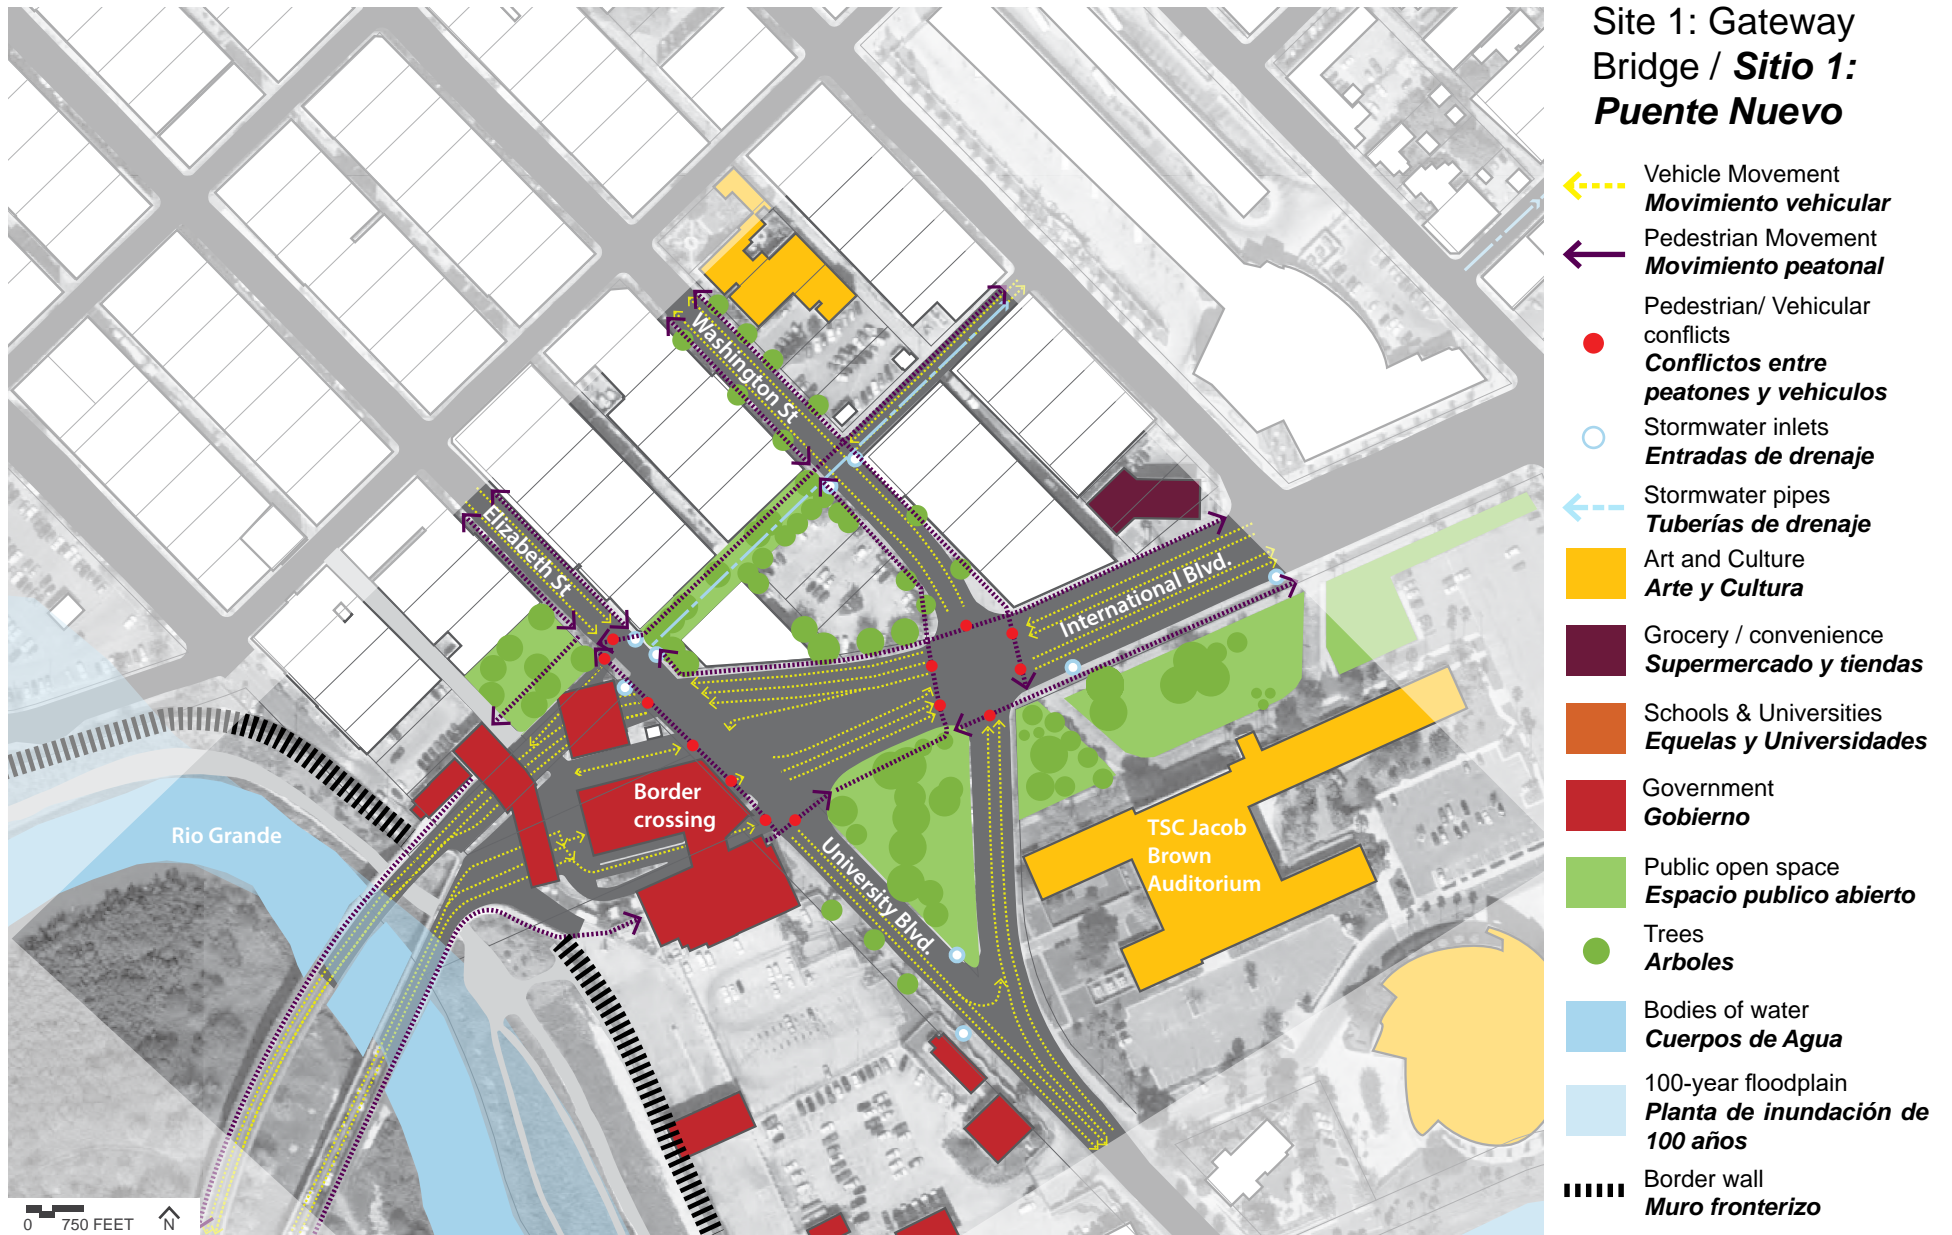 Site 1: Gateway
Bridge / Sitio 1:
Puente Nuevo
Vehicle Movement
Movimiento vehicular
Pedestrian Movement
Movimiento peatonal
Pedestrian/ Vehicular
conflicts
Conflictos entre
peatones y vehiculos
Stormwater inlets
Entradas de drenaje
Stormwater pipes
Tuberías de drenaje
Art and Culture
Arte y Cultura
Grocery / convenience
Supermercado y tiendas
Schools & Universities
Equelas y Universidades
Government
Gobierno
Public open space
Espacio publico abierto
Trees
Arboles
Bodies of water
Cuerpos de Agua
100-year floodplain
Planta de inundación de
100 años
Border wall
Muro fronterizo
Washington St
Elizabeth St
International Blvd.
Border
crossing
Rio Grande
TSC Jacob
Brown
Auditorium
University Blvd.
0 750 FEET N